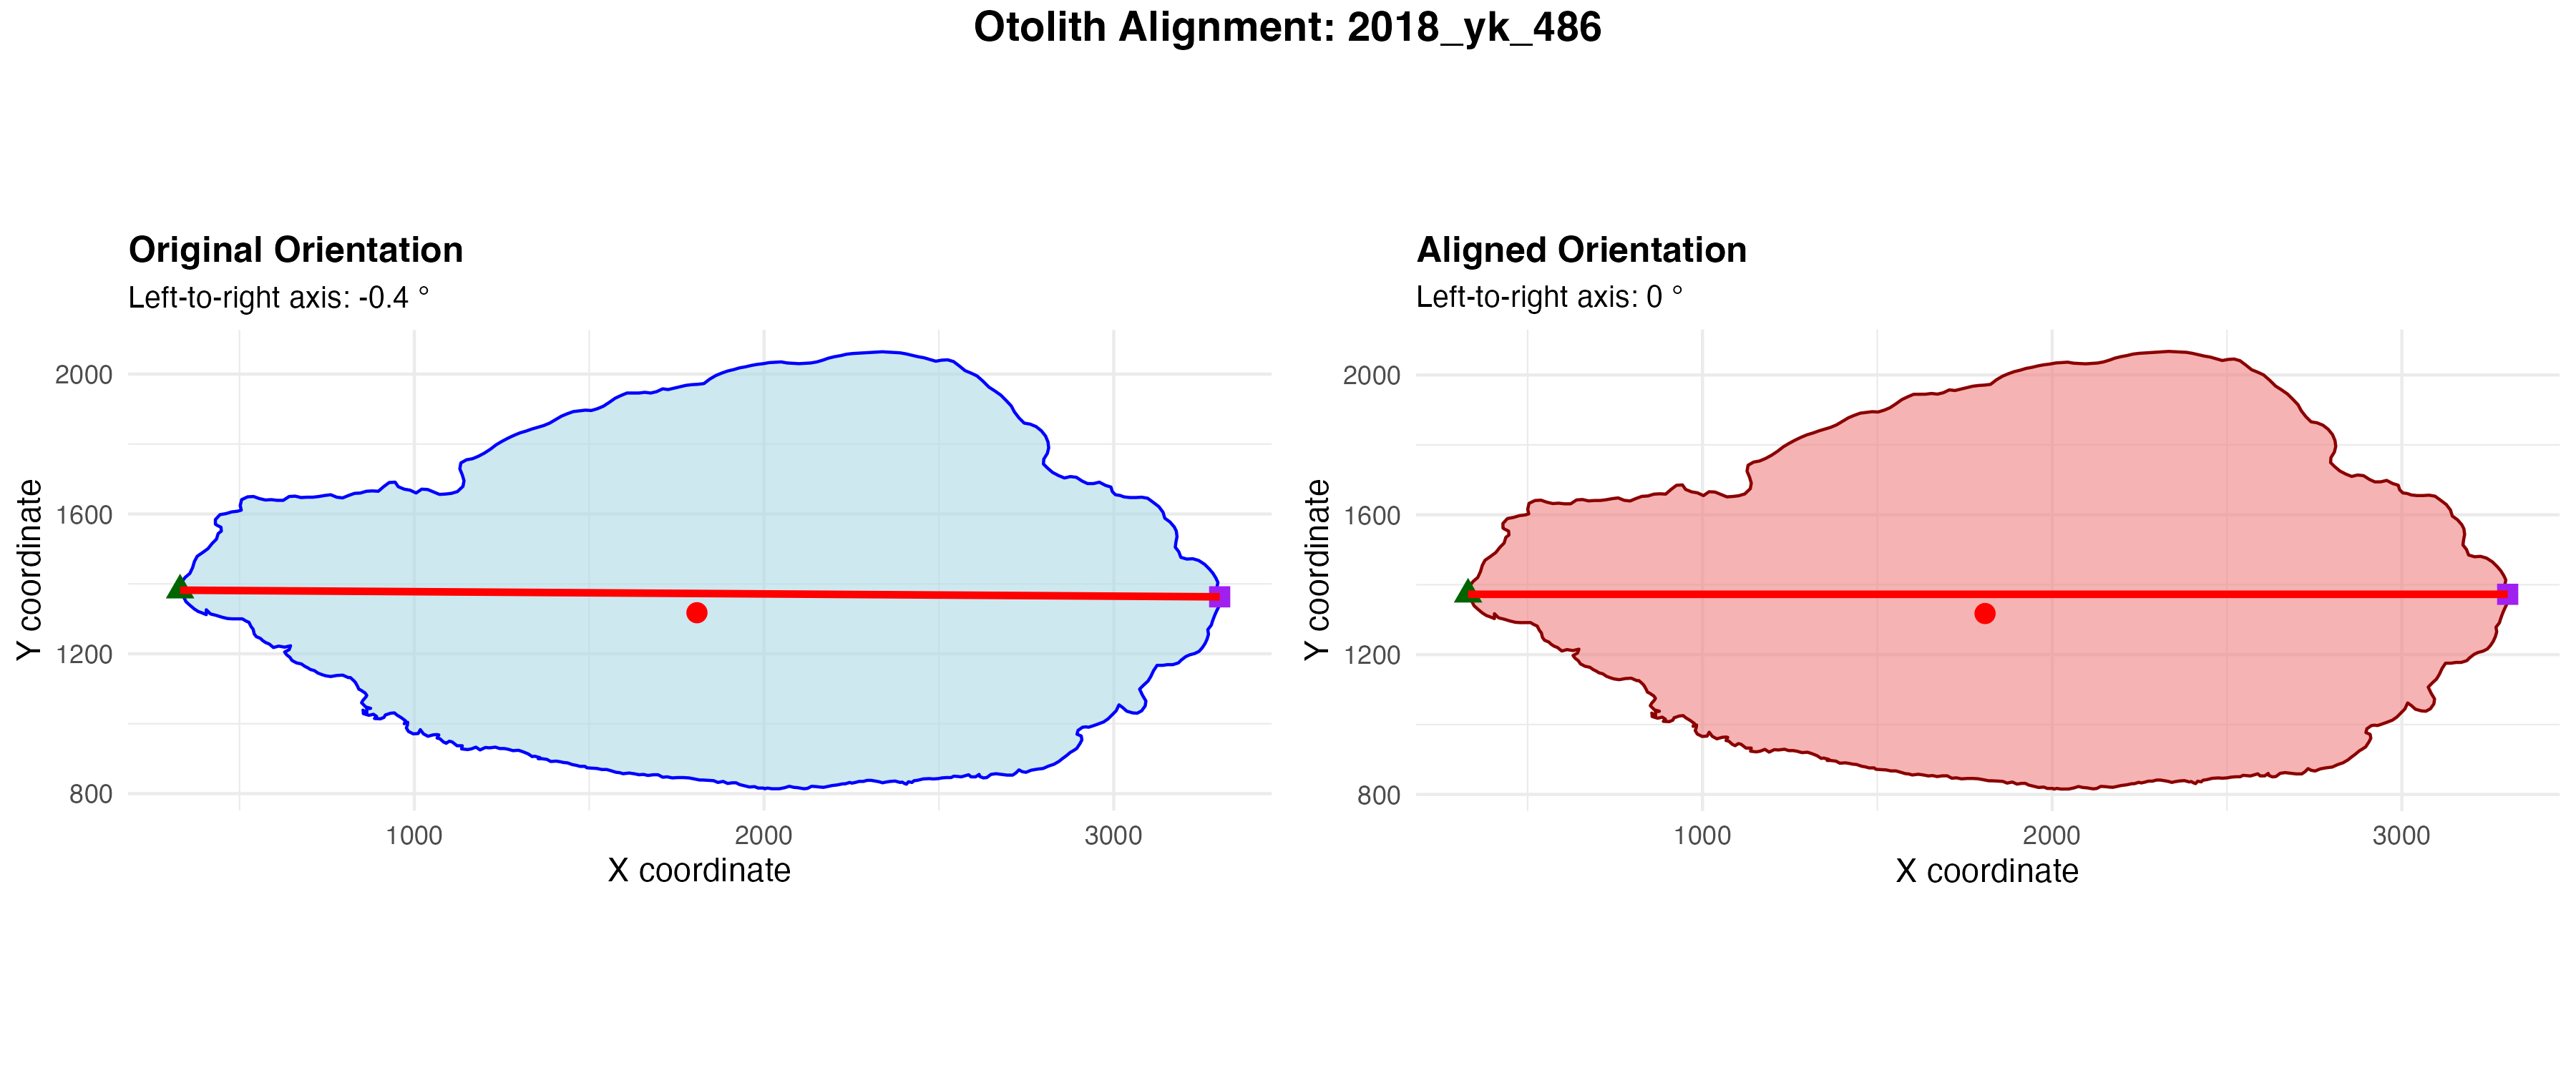 Otolith Alignment: 2018_yk_486
Original Orientation
Left-to-right axis: -0.4 °
Y coordinate
2000
1600
1200
800
1000
2000
3000
X coordinate
Aligned Orientation
Left-to-right axis: 0 °
Y coordinate
2000
1600
1200
800
1000
2000
3000
X coordinate